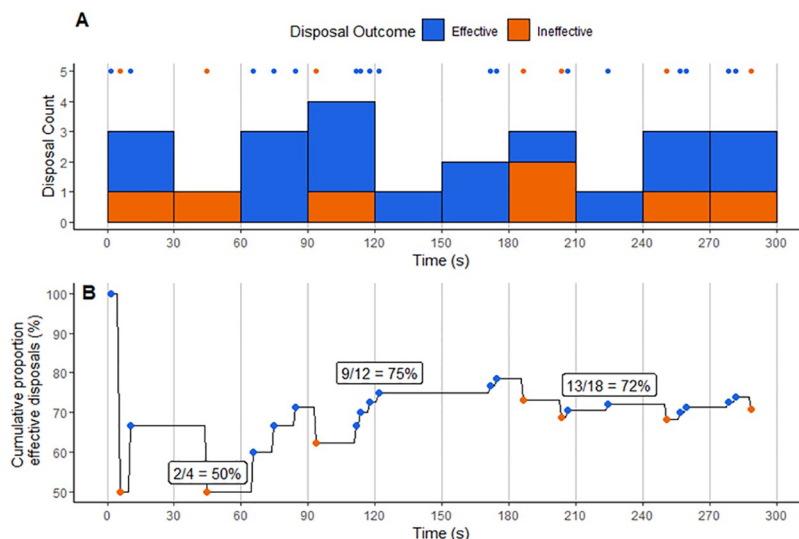 A
Disposal Outcome Effective Ineffective
Disposal Count
5
4
3
2
1
0
0 30 60 90 120 150 180 210 240 270 300
Time (s)
B
Cumulative proportion
effective disposals (%)
100
90
80
70
60
50
9/12 = 75%
13/18 = 72%
2/4 = 50%
0 30 60 90 120 150 180 210 240 270 300
Time (s)